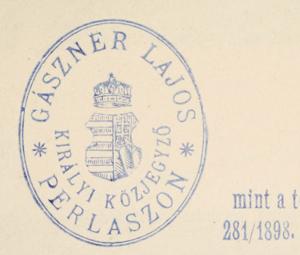 * GÁSZNER LAJOS *
KIRÁLYI KÖZJEGYZŐ
PERLASZON
mint a t
281/1898.